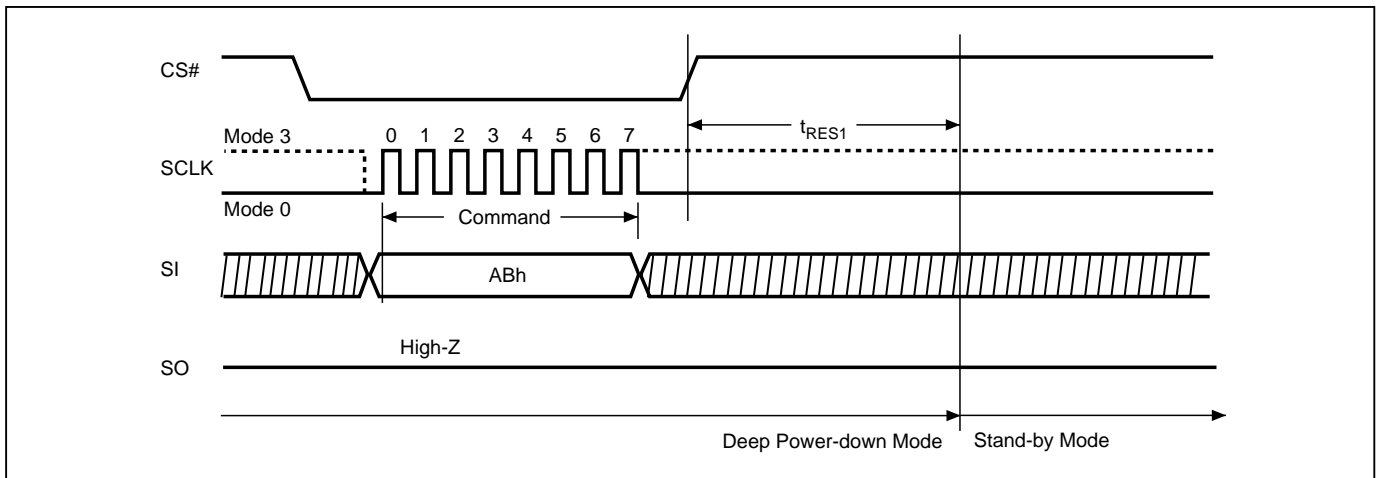 CS#
tRES1
Mode 3
0 1 2 3 4 5 6 7
SCLK
Mode 0
Command
SI
ABh
High-Z
SO
Deep Power-down Mode
Stand-by Mode